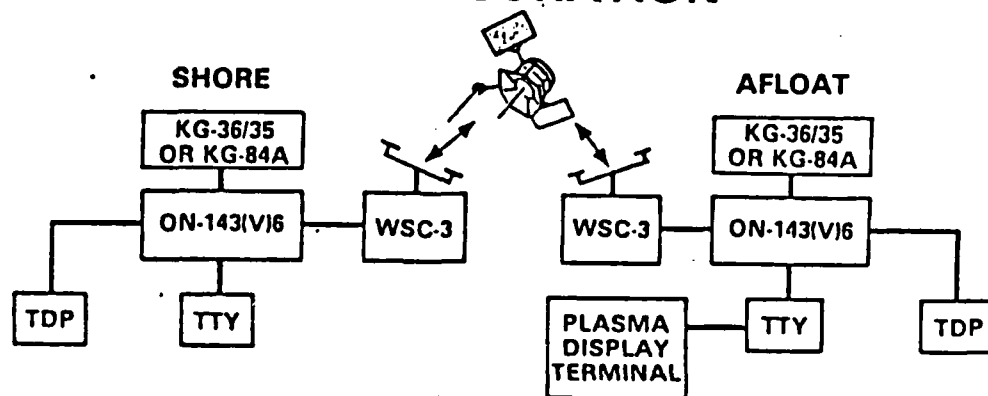 SHORE
AFLOAT
KG-36/35
OR KG-84A
KG-36/35
OR KG-84A
ON-143(V)6
WSC-3
WSC-3
ON-143(V)6
TDP
TTY
PLASMA
DISPLAY
TERMINAL
TTY
TDP